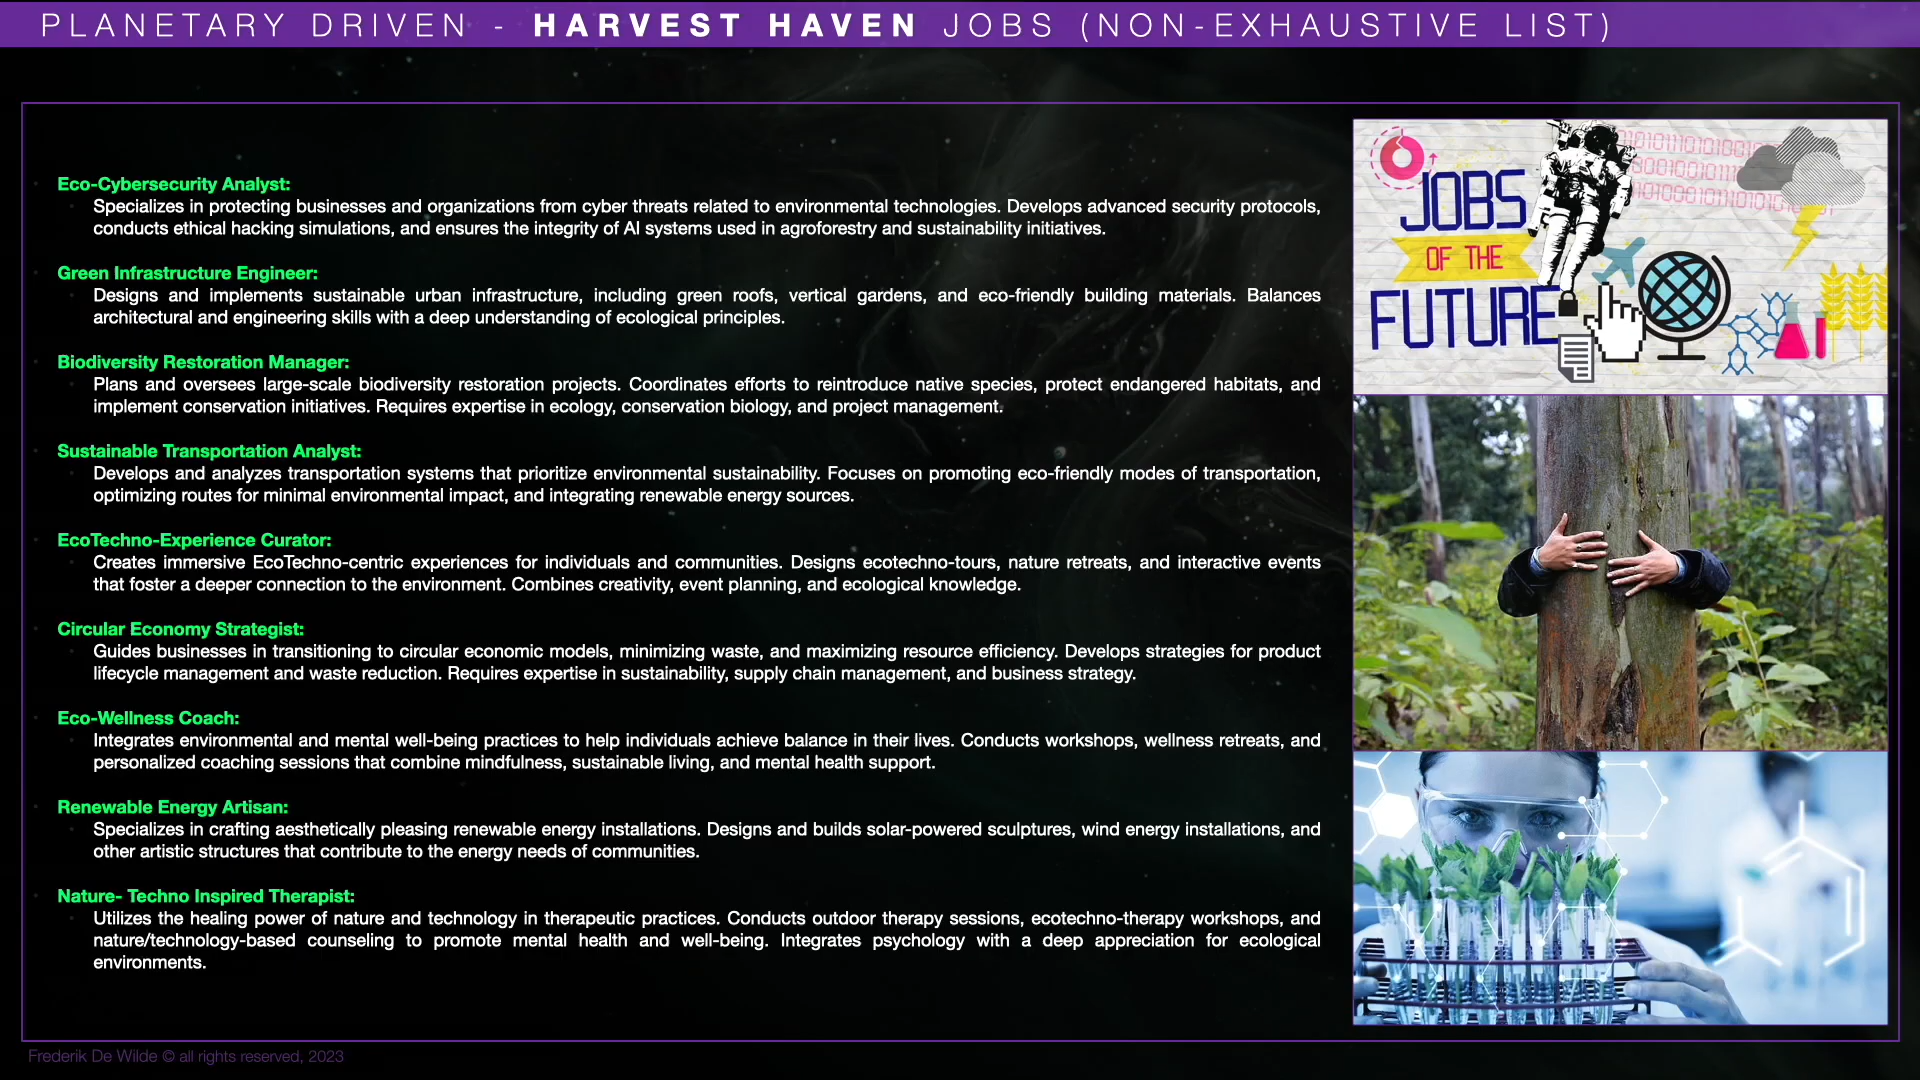 PLANETARY DRIVEN - HARVEST HAVEN JOBS (NON-EXHAUSTIVE LIST)
Eco-Cybersecurity Analyst:
Specializes in protecting businesses and organizations from cyber threats related to environmental technologies. Develops advanced security protocols,
conducts ethical hacking simulations, and ensures the integrity of AI systems used in agroforestry and sustainability initiatives.
Green Infrastructure Engineer:
Designs and implements sustainable urban infrastructure, including green roofs, vertical gardens, and eco-friendly building materials. Balances
architectural and engineering skills with a deep understanding of ecological principles.
Biodiversity Restoration Manager:
Plans and oversees large-scale biodiversity restoration projects. Coordinates efforts to reintroduce native species, protect endangered habitats, and
implement conservation initiatives. Requires expertise in ecology, conservation biology, and project management.
Sustainable Transportation Analyst:
Develops and analyzes transportation systems that prioritize environmental sustainability. Focuses on promoting eco-friendly modes of transportation,
optimizing routes for minimal environmental impact, and integrating renewable energy sources.
EcoTechno-Experience Curator:
Creates immersive EcoTechno-centric experiences for individuals and communities. Designs ecotechno-tours, nature retreats, and interactive events
that foster a deeper connection to the environment. Combines creativity, event planning, and ecological knowledge.
Circular Economy Strategist:
Guides businesses in transitioning to circular economic models, minimizing waste, and maximizing resource efficiency. Develops strategies for product
lifecycle management and waste reduction. Requires expertise in sustainability, supply chain management, and business strategy.
Eco-Wellness Coach:
Integrates environmental and mental well-being practices to help individuals achieve balance in their lives. Conducts workshops, wellness retreats, and
personalized coaching sessions that combine mindfulness, sustainable living, and mental health support.
Renewable Energy Artisan:
Specializes in crafting aesthetically pleasing renewable energy installations. Designs and builds solar-powered sculptures, wind energy installations, and
other artistic structures that contribute to the energy needs of communities.
Nature- Techno Inspired Therapist:
Utilizes the healing power of nature and technology in therapeutic practices. Conducts outdoor therapy sessions, ecotechno-therapy workshops, and
nature/technology-based counseling to promote mental health and well-being. Integrates psychology with a deep appreciation for ecological
environments.
JOBS
OF THE
FUTURE
Frederik De Wilde © all rights reserved, 2023